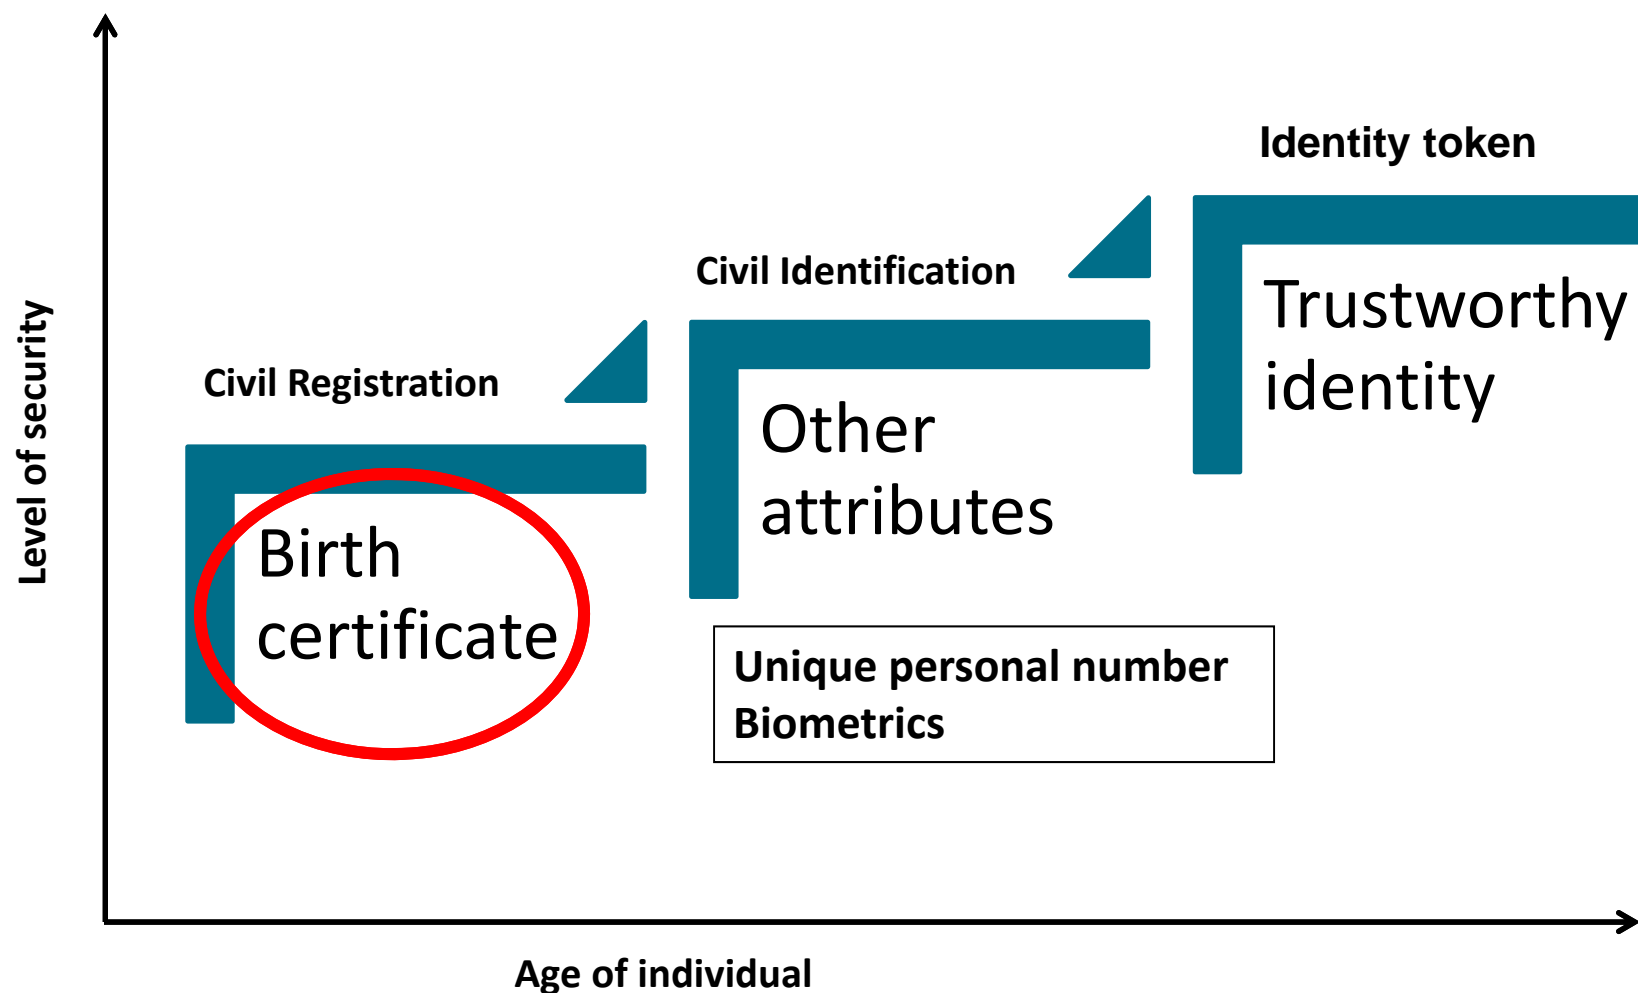 Identity token
Trustworthy
identity
Civil Identification
Other
attributes
Unique personal number
Biometrics
Civil Registration
Birth
certificate
Level of security
Age of individual